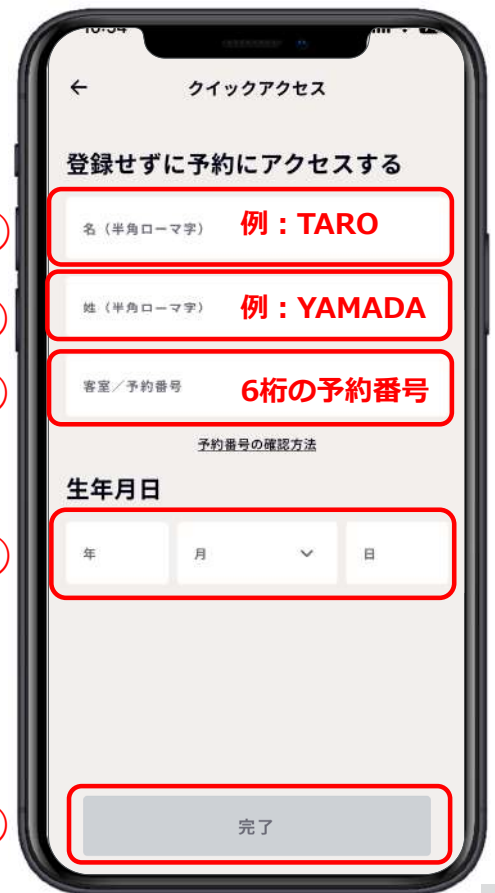 クイックアクセス
登録せずに予約にアクセスする
名（半角ローマ字） 例：TARO
姓（半角ローマ字） 例：YAMADA
客室／予約番号 6桁の予約番号
予約番号の確認方法
生年月日
年 月 日
完了